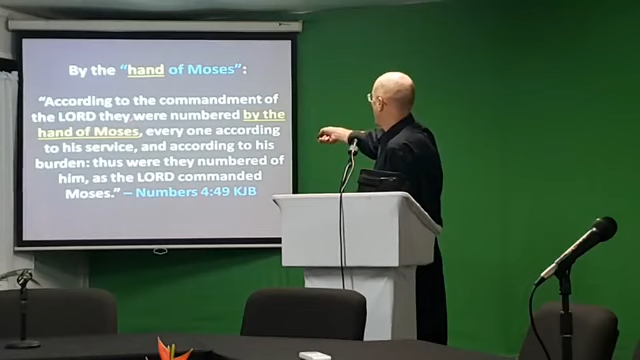 By the “hand of Moses”:
“According to the commandment of
the LORD they were numbered by the
hand of Moses, every one according
to his service, and according to his
burden: thus were they numbered of
him, as the LORD commanded
Moses.” – Numbers 4:49 KJB